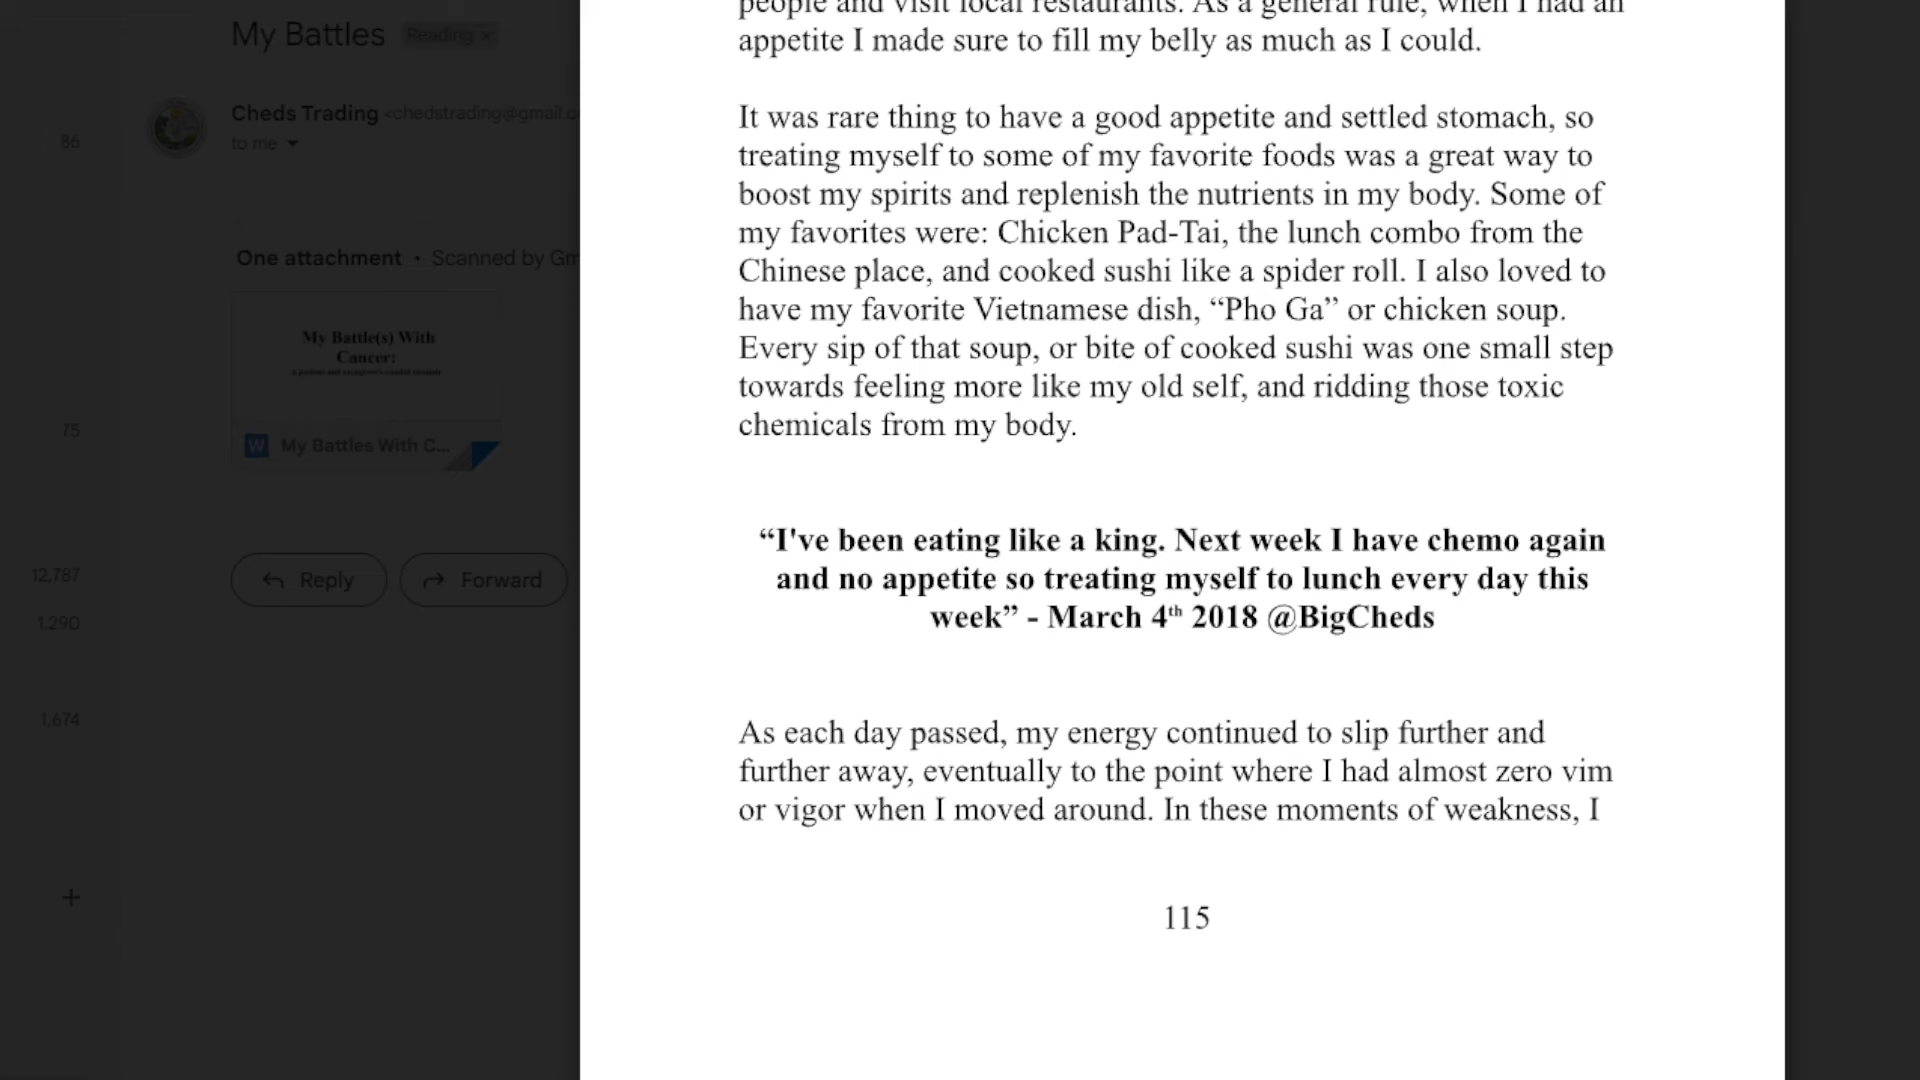 My Battles Reading ×
Cheds Trading <chedstrading@gmail.c
to me
86
One attachment • Scanned by Gm
My Battle(s) With
Cancer:
75
W My Battles With C...
Reply
Forward
12,787
1,290
1,674
+
people and visit local restaurants. As a general rule, when I had an
appetite I made sure to fill my belly as much as I could.
It was rare thing to have a good appetite and settled stomach, so
treating myself to some of my favorite foods was a great way to
boost my spirits and replenish the nutrients in my body. Some of
my favorites were: Chicken Pad-Tai, the lunch combo from the
Chinese place, and cooked sushi like a spider roll. I also loved to
have my favorite Vietnamese dish, “Pho Ga” or chicken soup.
Every sip of that soup, or bite of cooked sushi was one small step
towards feeling more like my old self, and ridding those toxic
chemicals from my body.
“I've been eating like a king. Next week I have chemo again
and no appetite so treating myself to lunch every day this
week” - March 4th 2018 @BigCheds
As each day passed, my energy continued to slip further and
further away, eventually to the point where I had almost zero vim
or vigor when I moved around. In these moments of weakness, I
115